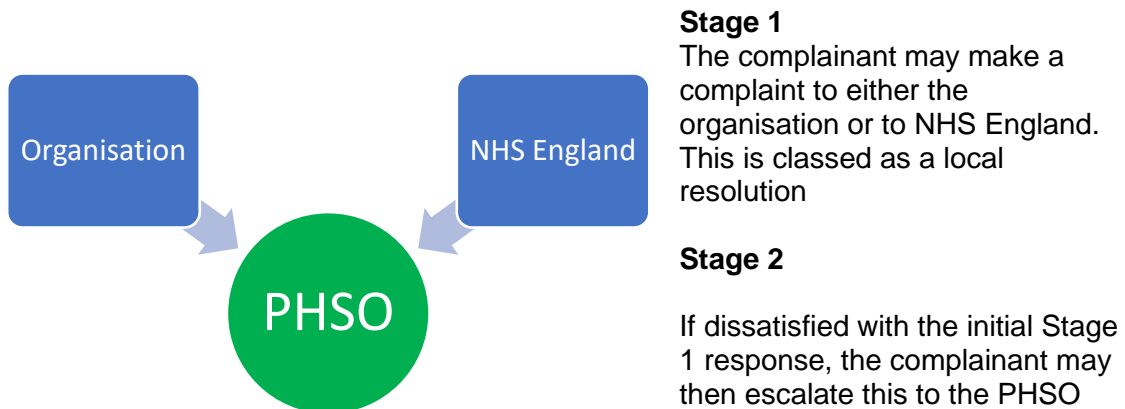 Organisation
NHS England
PHSO
Stage 1
The complainant may make a
complaint to either the
organisation or to NHS England.
This is classed as a local
resolution
Stage 2
If dissatisfied with the initial Stage
1 response, the complainant may
then escalate this to the PHSO